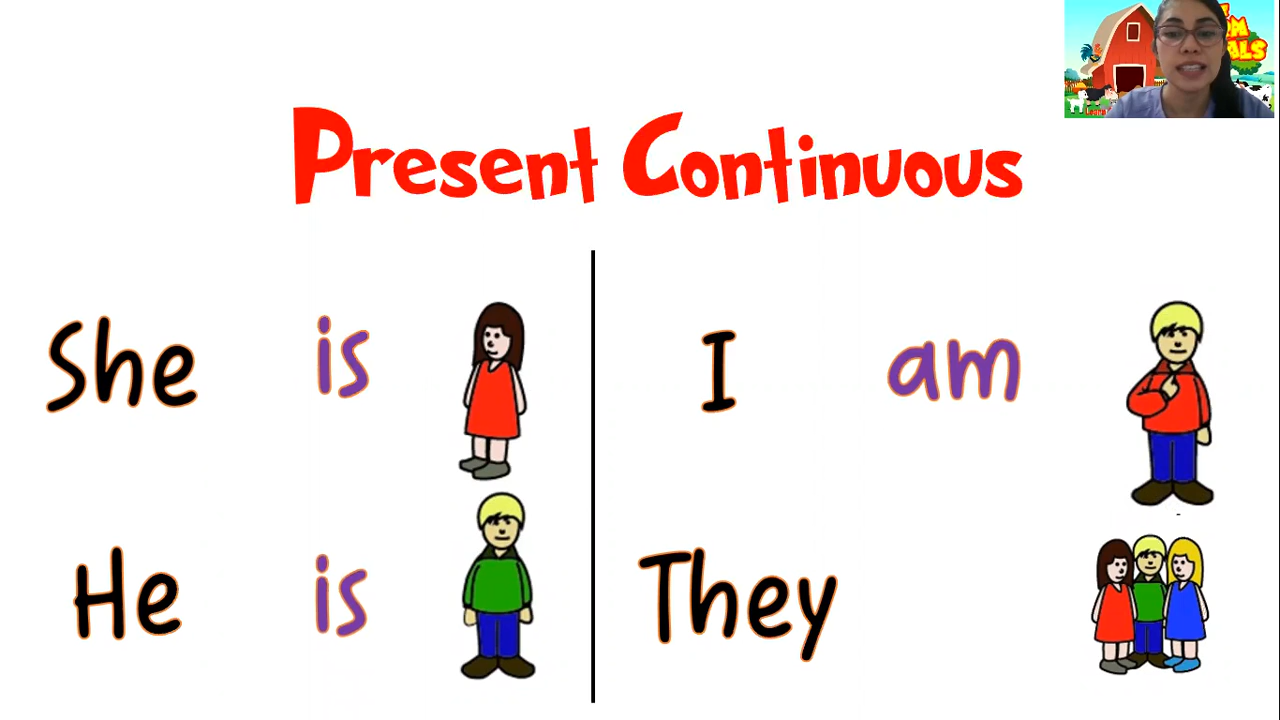 Present Continuous
She is
I am
He is
They